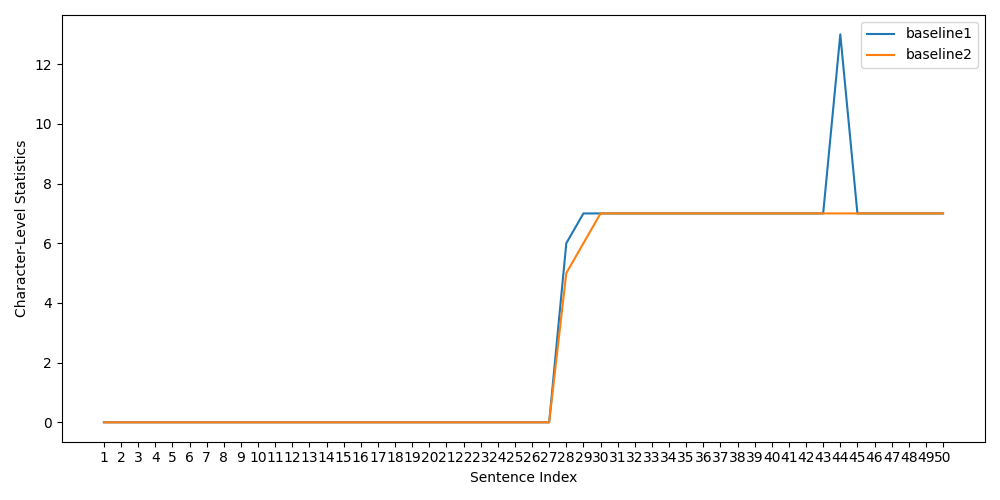 baseline1
baseline2
Character-Level Statistics
12
10
8
6
4
2
0
1 2 3 4 5 6 7 8 9 10 11 12 13 14 15 16 17 18 19 20 21 22 23 24 25 26 27 28 29 30 31 32 33 34 35 36 37 38 39 40 41 42 43 44 45 46 47 48 49 50
Sentence Index